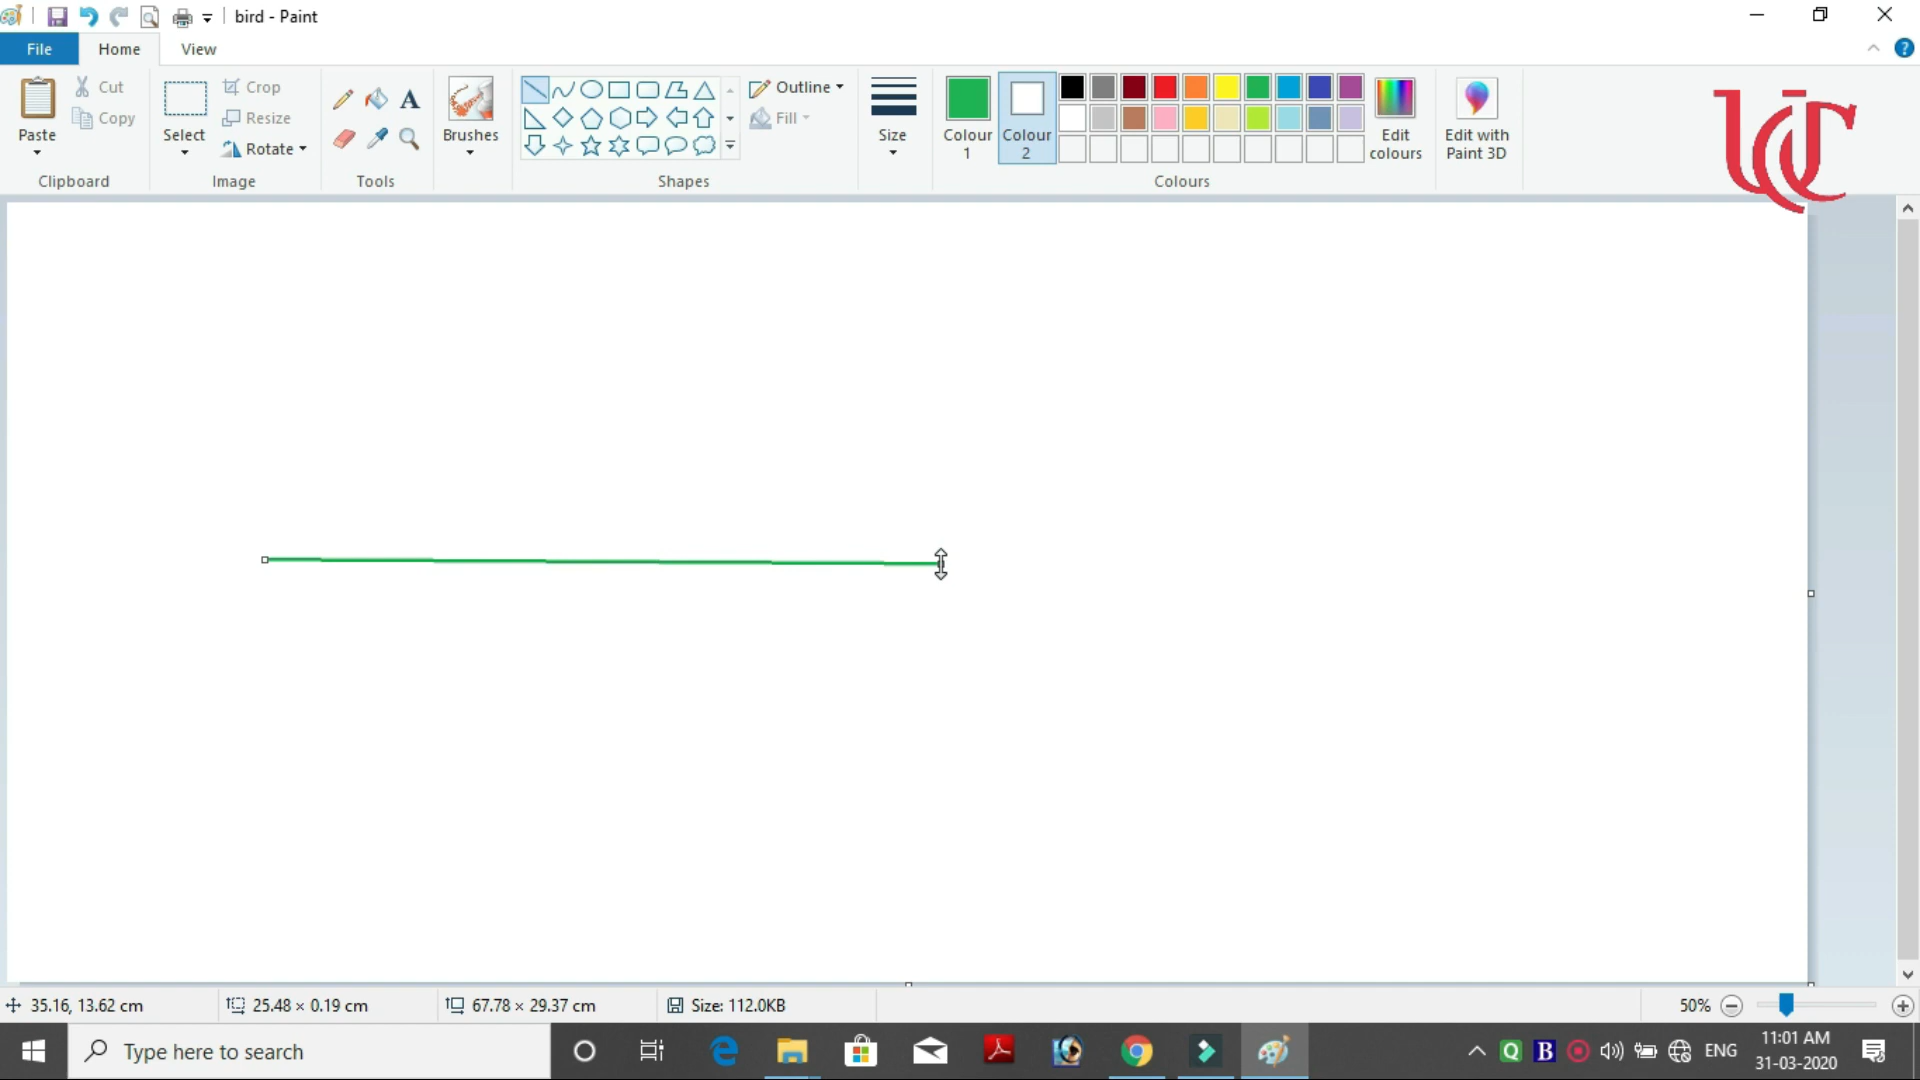 bird - Paint
File Home View
Paste Cut Copy Clipboard
Select Crop Resize Rotate Image
A Tools
Brushes
Shapes
Outline Fill
Size
Colour 1
Colour 2
Colours
Edit colours
Edit with Paint 3D
UCC
35.16, 13.62 cm 25.48 × 0.19 cm 67.78 × 29.37 cm Size: 112.0KB 50%
Type here to search
Q B ENG
11:01 AM
31-03-2020